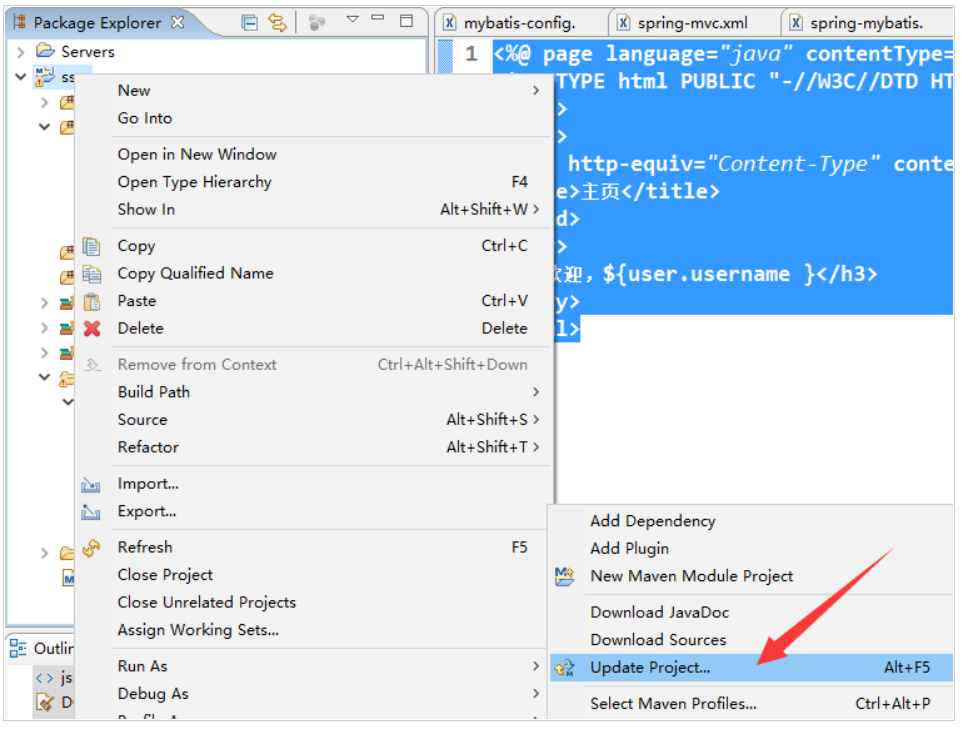 Package Explorer
mybatis-config.
spring-mvc.xml
spring-mybatis.
Servers
1 <%@ page language="java" contentType=
TYPE html PUBLIC "-//W3C//DTD HT
>
>
http-equiv="Content-Type" conte
e>主页</title>
d>
>
欢迎, ${user.username }</h3>
y>
l>
New
Go Into
Open in New Window
Open Type Hierarchy F4
Show In Alt+Shift+W >
Copy Ctrl+C
Copy Qualified Name
Paste Ctrl+V
Delete Delete
Remove from Context Ctrl+Alt+Shift+Down
Build Path
Source Alt+Shift+S >
Refactor Alt+Shift+T >
Import...
Export...
Refresh F5
Close Project
Close Unrelated Projects
Assign Working Sets...
Run As
Debug As
Add Dependency
Add Plugin
New Maven Module Project
Download JavaDoc
Download Sources
Update Project... Alt+F5
Select Maven Profiles... Ctrl+Alt+P
Outlin
<> js
D